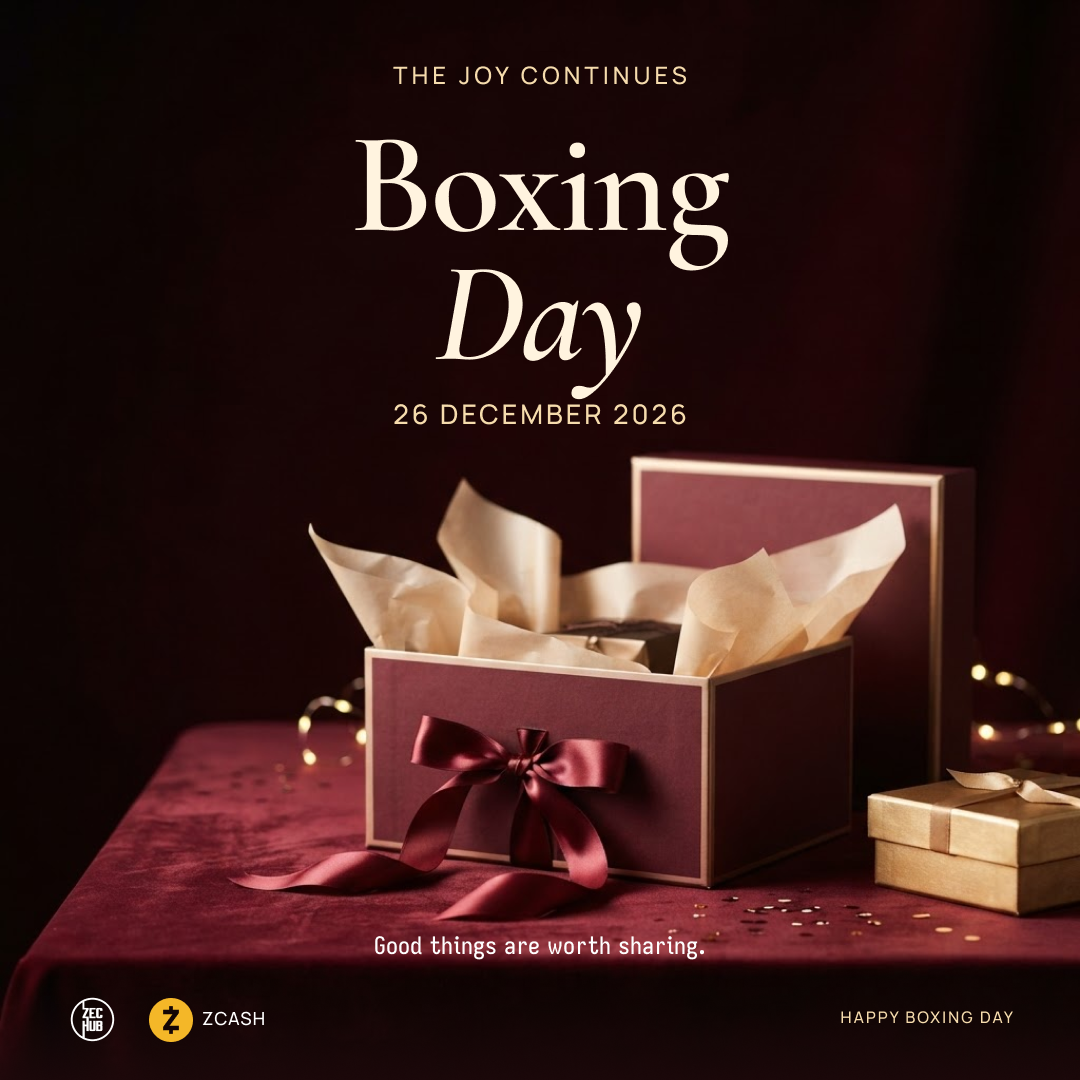 THE JOY CONTINUES
Boxing
Day
26 DECEMBER 2026
Good things are worth sharing.
ZEC
HUB
ZCASH
HAPPY BOXING DAY